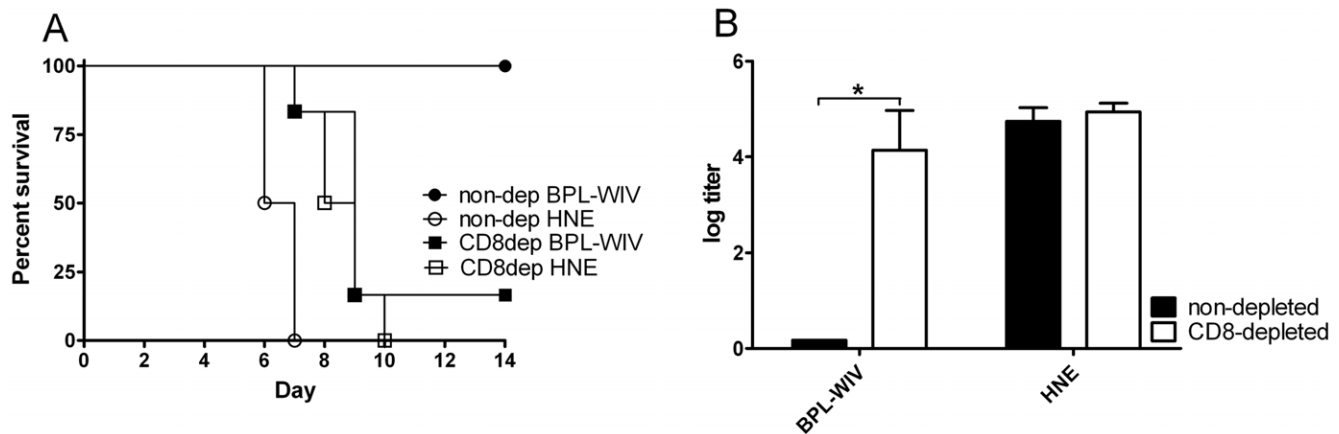 A
Percent survival
100
75
50
25
0
0 2 4 6 8 10 12 14
Day
non-dep BPL-WIV
non-dep HNE
CD8dep BPL-WIV
CD8dep HNE
B
log titer
6
4
2
0
*
BPL-WIV
HNE
non-depleted
CD8-depleted